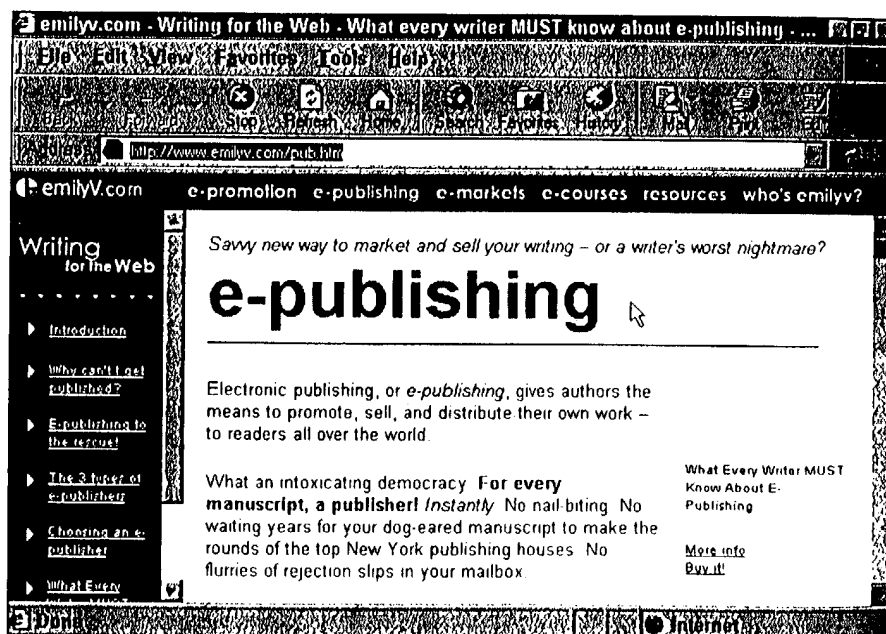 emilyv.com - Writing for the Web - What every writer MUST know about e-publishing - ...
File Edit View Favorites Tools Help
Stop Refresh Home Search Favorites History Mail Print
Address http://www.emilyv.com/pub.htm
emilyV.com e-promotion e-publishing e-markets e-courses resources who's emilyv?
Writing
for the Web
Introduction
Why can't I get
published?
E-publishing to
the rescue!
The 3 types of
e-publishers
Choosing an e-
publisher
What Every
Savvy new way to market and sell your writing – or a writer's worst nightmare?
e-publishing
Electronic publishing, or e-publishing, gives authors the
means to promote, sell, and distribute their own work –
to readers all over the world.
What an intoxicating democracy For every
manuscript, a publisher! Instantly No nail-biting No
waiting years for your dog-eared manuscript to make the
rounds of the top New York publishing houses No
flurries of rejection slips in your mailbox.
What Every Writer MUST
Know About E-
Publishing
More info
Buy it!
Done Internet